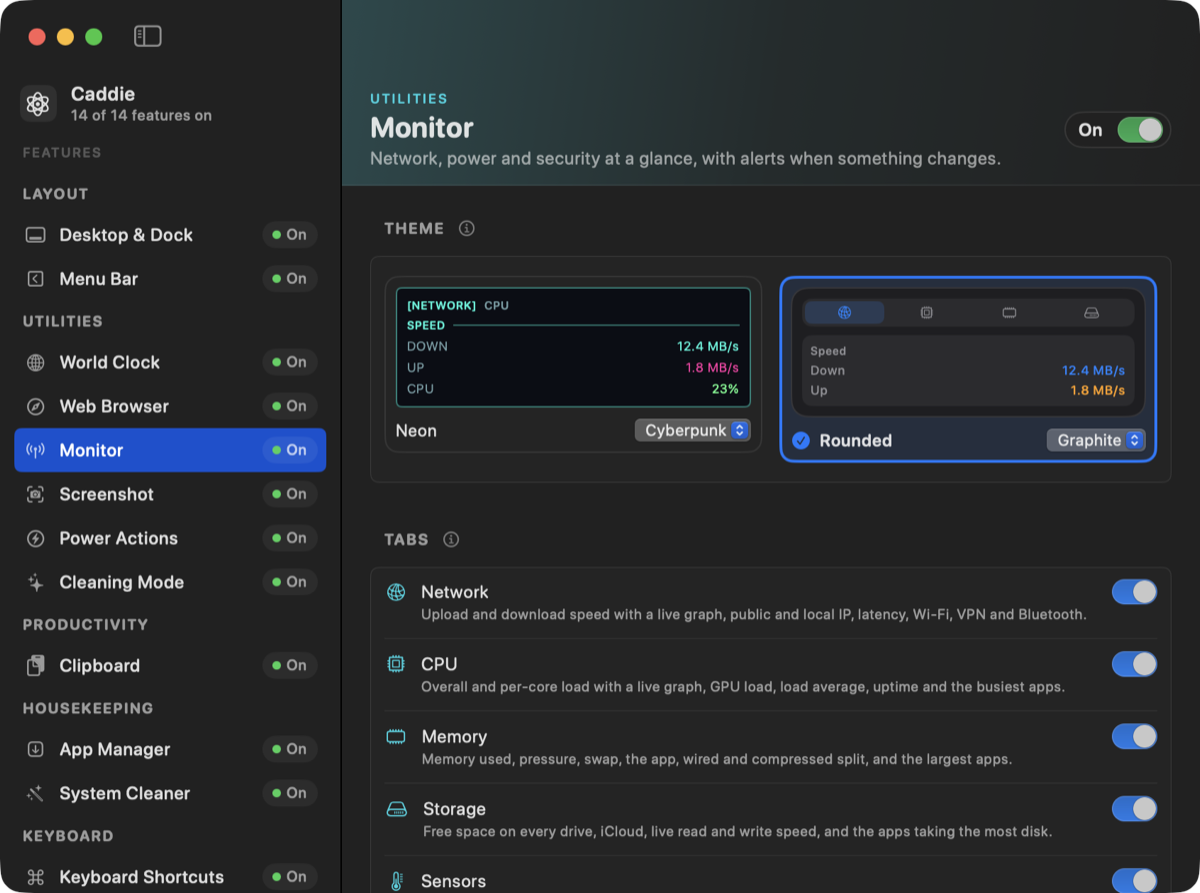 Caddie
14 of 14 features on
FEATURES
LAYOUT
Desktop & Dock On
Menu Bar On
UTILITIES
World Clock On
Web Browser On
Monitor On
Screenshot On
Power Actions On
Cleaning Mode On
PRODUCTIVITY
Clipboard On
HOUSEKEEPING
App Manager On
System Cleaner On
KEYBOARD
Keyboard Shortcuts On
UTILITIES
Monitor
Network, power and security at a glance, with alerts when something changes.
On
THEME
[NETWORK] CPU
SPEED
DOWN 12.4 MB/s
UP 1.8 MB/s
CPU 23%
Neon Cyberpunk
Speed
Down 12.4 MB/s
Up 1.8 MB/s
Rounded Graphite
TABS
Network
Upload and download speed with a live graph, public and local IP, latency, Wi-Fi, VPN and Bluetooth.
CPU
Overall and per-core load with a live graph, GPU load, load average, uptime and the busiest apps.
Memory
Memory used, pressure, swap, the app, wired and compressed split, and the largest apps.
Storage
Free space on every drive, iCloud, live read and write speed, and the apps taking the most disk.
Sensors